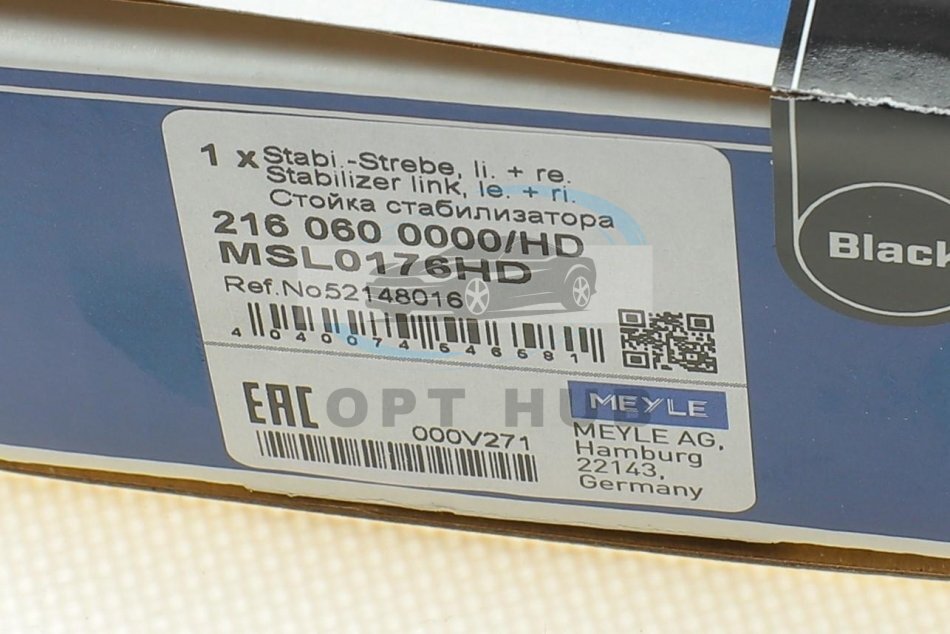 1 x Stabi.-Strebe, li. + re.
Stabilizer link, le. + ri.
Стойка стабилизатора
216 060 0000/HD
MSL0176HD
Ref.No52148016
4 040074 546581
EAC
OPT HUB
MEYLE
000V271
MEYLE AG,
Hamburg
22143,
Germany
Black